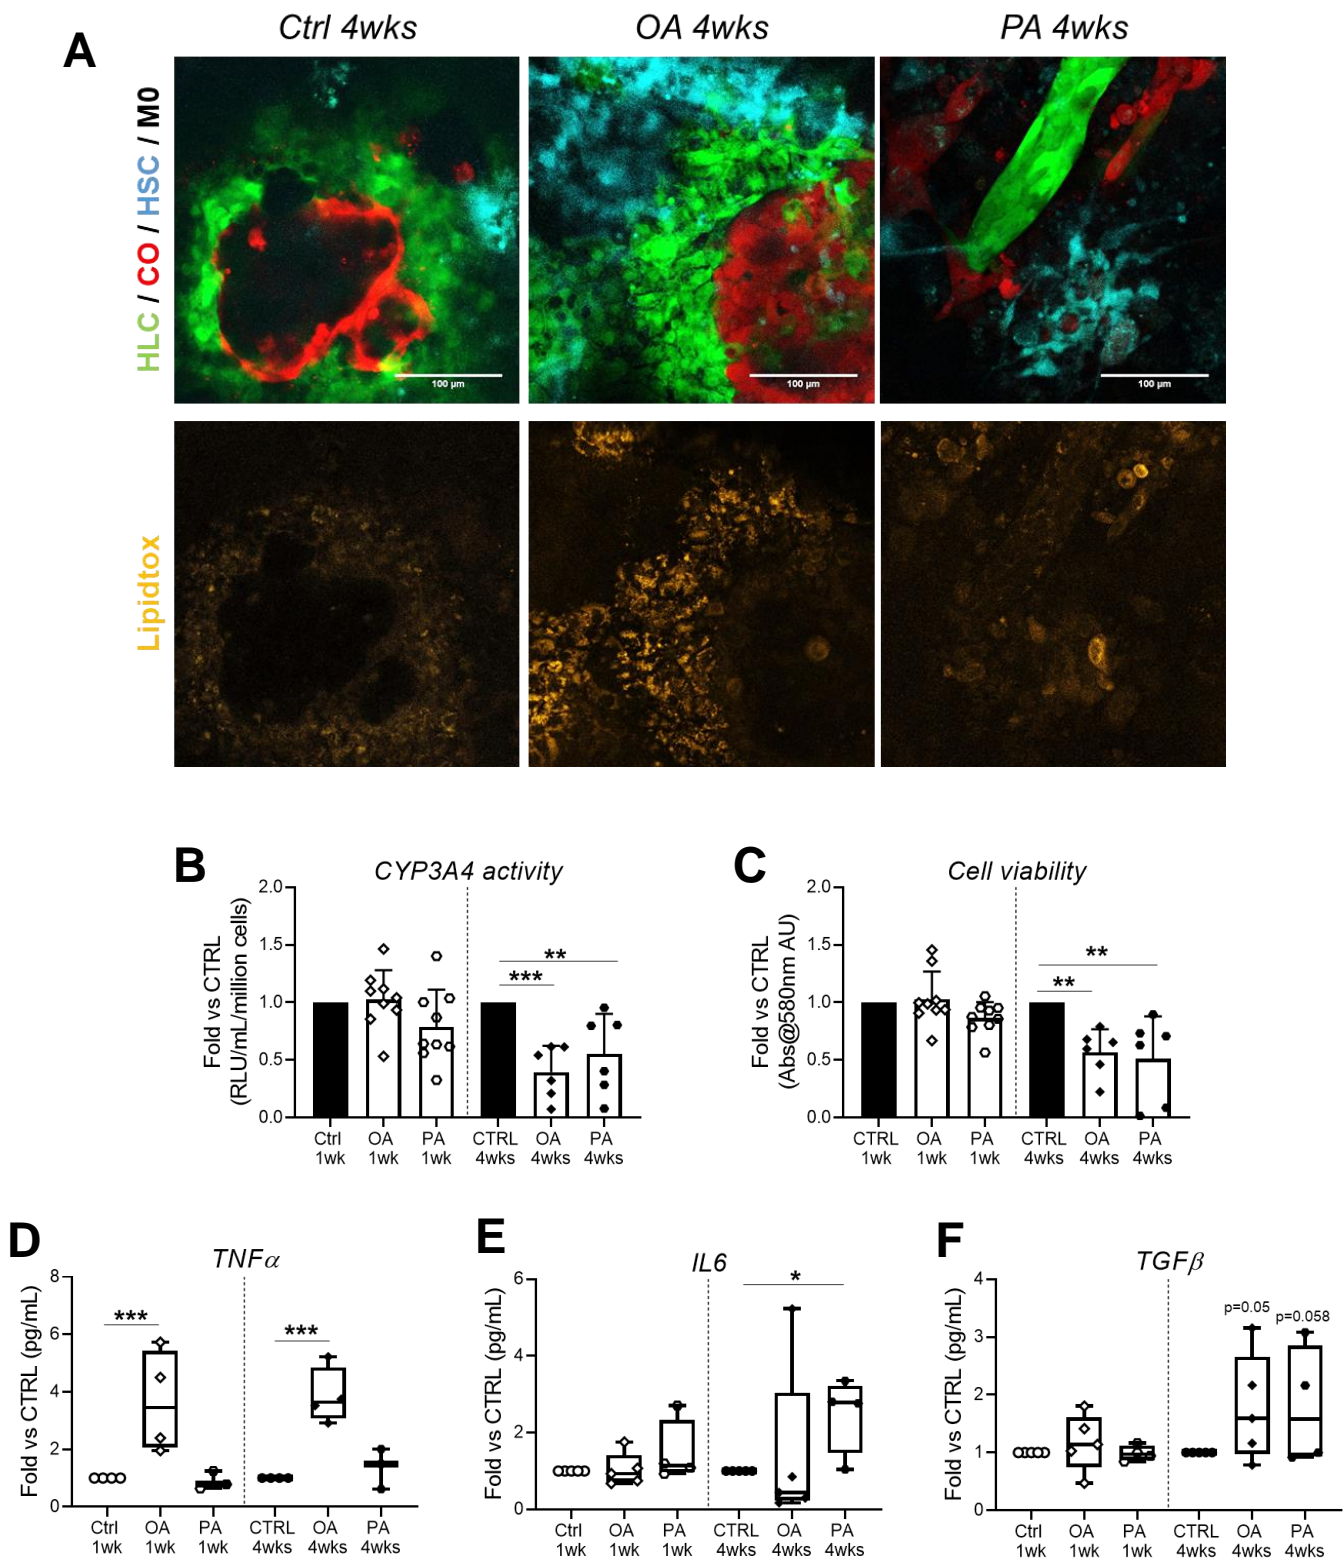 A
Ctrl 4wks
OA 4wks
PA 4wks
HLC / CO / HSC / M0
100 µm
100 µm
100 µm
Lipidtox
B
CYP3A4 activity
Fold vs CTRL
(RLU/mL/million cells)
2.0
1.5
1.0
0.5
0.0
***
**
Ctrl
1wk
OA
1wk
PA
1wk
CTRL
4wks
OA
4wks
PA
4wks
C
Cell viability
Fold vs CTRL
(Abs@580nm AU)
2.0
1.5
1.0
0.5
0.0
**
**
CTRL
1wk
OA
1wk
PA
1wk
CTRL
4wks
OA
4wks
PA
4wks
D
TNFα
Fold vs CTRL (pg/mL)
8
6
4
2
0
***
***
Ctrl
1wk
OA
1wk
PA
1wk
CTRL
4wks
OA
4wks
PA
4wks
E
IL6
Fold vs CTRL (pg/mL)
6
4
2
0
*
Ctrl
1wk
OA
1wk
PA
1wk
CTRL
4wks
OA
4wks
PA
4wks
F
TGFβ
Fold vs CTRL (pg/mL)
4
3
2
1
0
p=0.05
p=0.058
Ctrl
1wk
OA
1wk
PA
1wk
CTRL
4wks
OA
4wks
PA
4wks